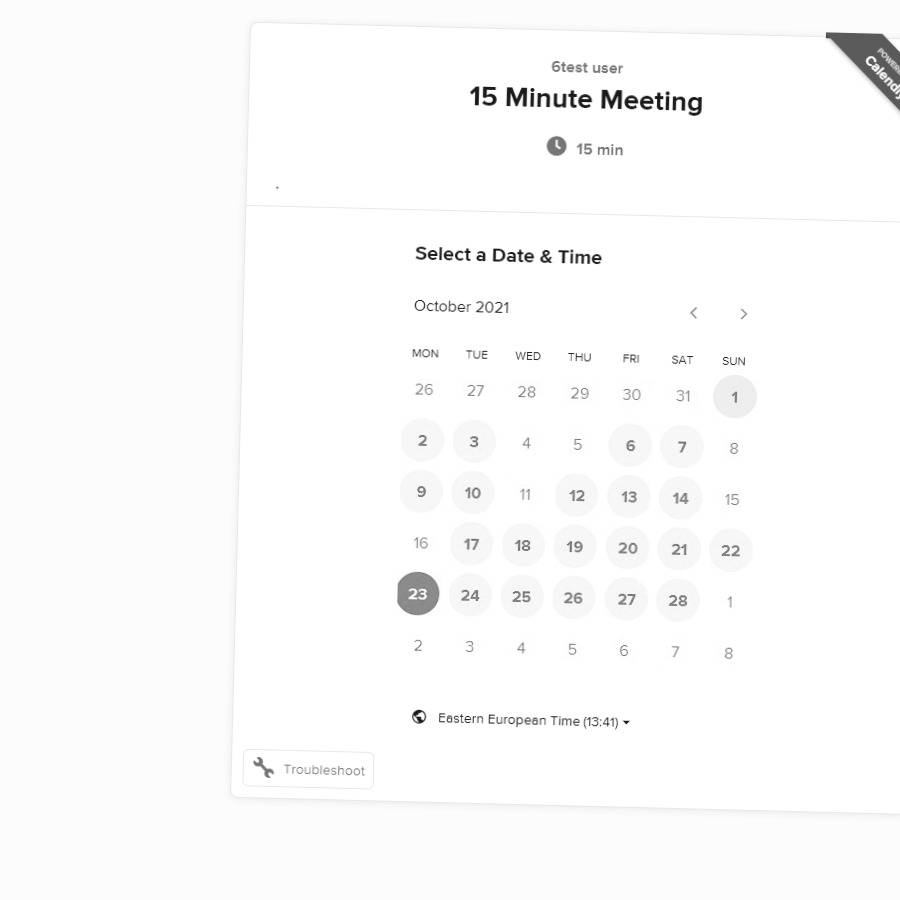 6test user
15 Minute Meeting
15 min
.
Select a Date & Time
October 2021
MON TUE WED THU FRI SAT SUN
26 27 28 29 30 31 1
2 3 4 5 6 7 8
9 10 11 12 13 14 15
16 17 18 19 20 21 22
23 24 25 26 27 28 1
2 3 4 5 6 7 8
Eastern European Time (13:41)
Troubleshoot